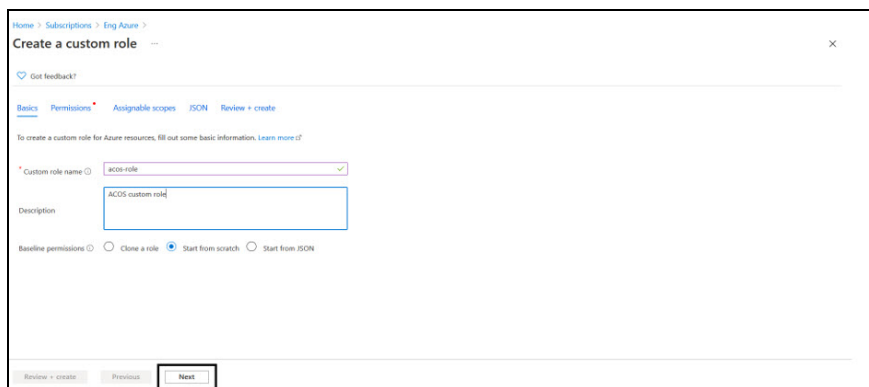 Home > Subscriptions > Eng Azure >
Create a custom role ...
Got feedback?
Basics Permissions * Assignable scopes JSON Review + create
To create a custom role for Azure resources, fill out some basic information. Learn more
* Custom role name acos-role
Description ACOS custom role
Baseline permissions Clone a role Start from scratch Start from JSON
Review + create Previous Next